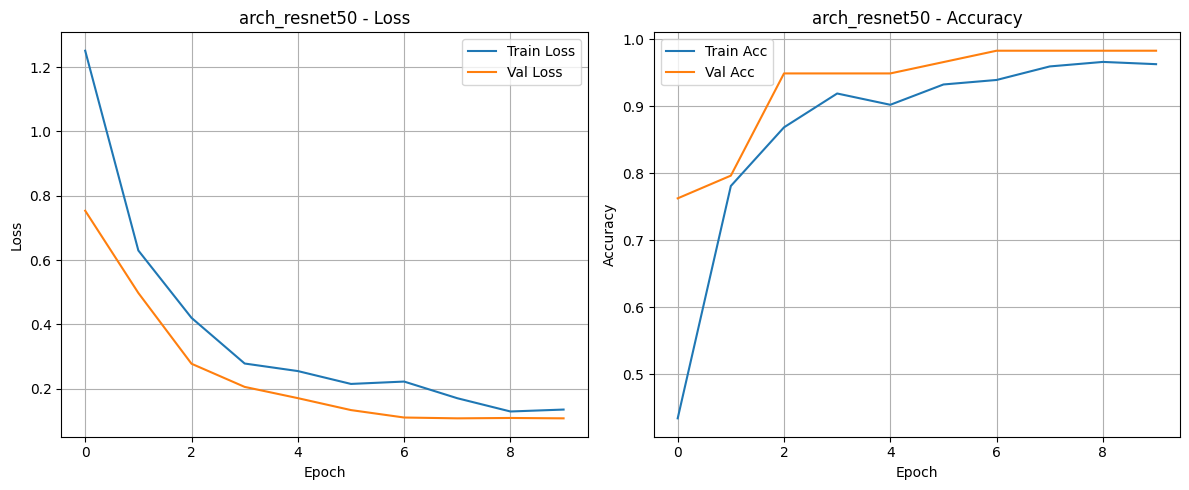 arch_resnet50 - Loss
1.2
1.0
0.8
0.6
0.4
0.2
Loss
Train Loss
Val Loss
0 2 4 6 8
Epoch
arch_resnet50 - Accuracy
1.0
0.9
0.8
0.7
0.6
0.5
Accuracy
Train Acc
Val Acc
0 2 4 6 8
Epoch